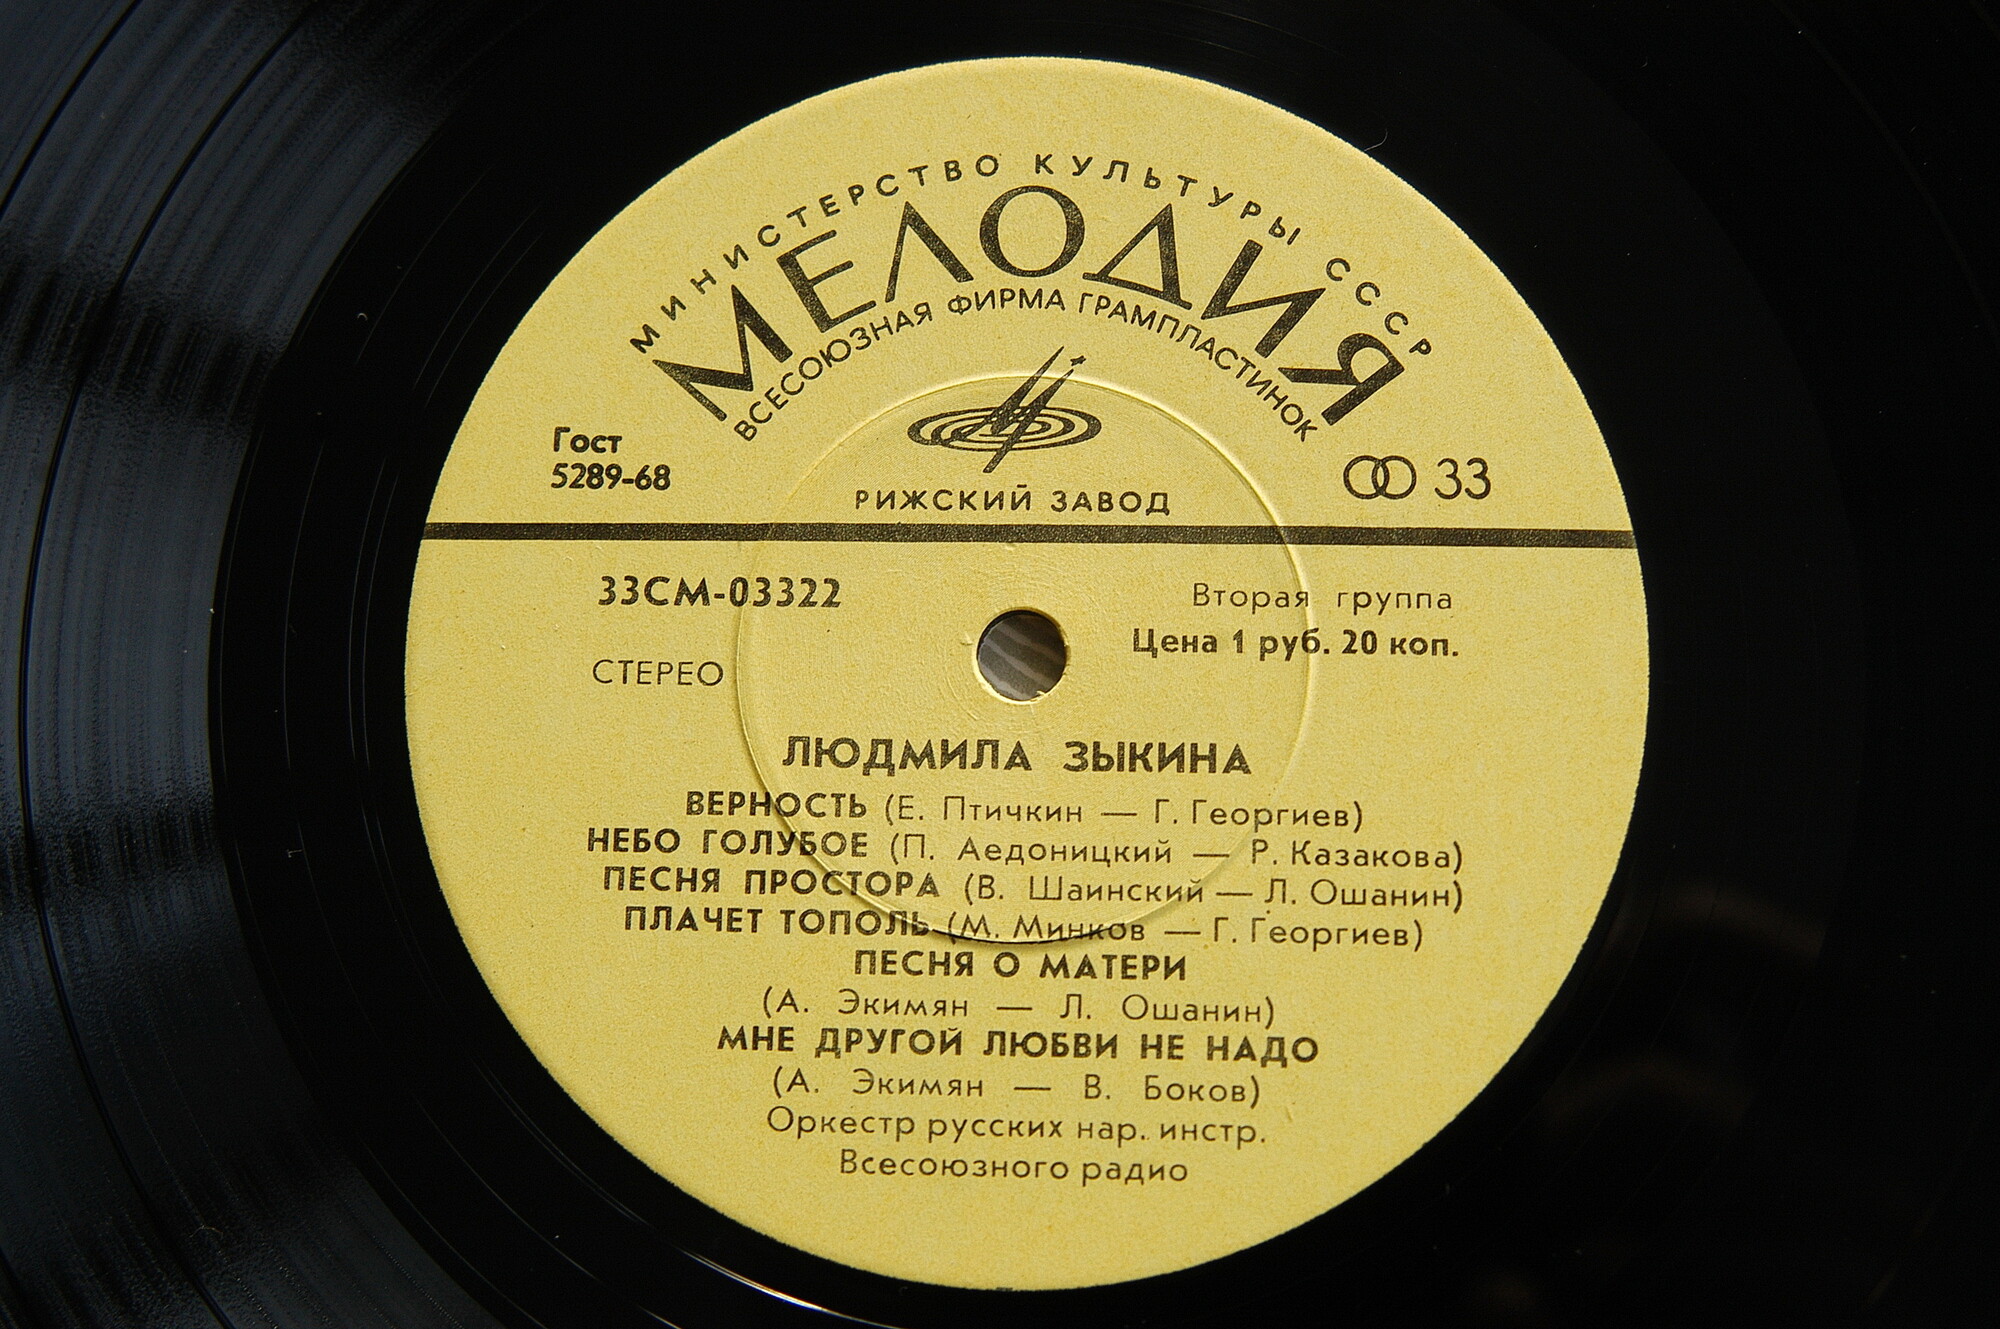 МИНИСТЕРСТВО КУЛЬТУРЫ СССР
МЕЛОДИЯ
ВСЕСОЮЗНАЯ ФИРМА ГРАМПЛАСТИНОК
Гост
5289-68
РИЖСКИЙ ЗАВОД
33
33СМ-03322
Вторая группа
Цена 1 руб. 20 коп.
СТЕРЕО
ЛЮДМИЛА ЗЫКИНА
ВЕРНОСТЬ (Е. Птичкин — Г. Георгиев)
НЕБО ГОЛУБОЕ (П. Аедоницкий — Р. Казакова)
ПЕСНЯ ПРОСТОРА (В. Шаинский — Л. Ошанин)
ПЛАЧЕТ ТОПОЛЬ (М. Минков — Г. Георгиев)
ПЕСНЯ О МАТЕРИ
(А. Экимян — Л. Ошанин)
МНЕ ДРУГОЙ ЛЮБВИ НЕ НАДО
(А. Экимян — В. Боков)
Оркестр русских нар. инстр.
Всесоюзного радио